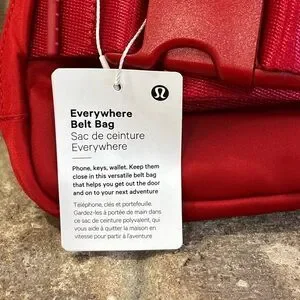 Everywhere
Belt Bag
Sac de ceinture
Everywhere
Phone, keys, wallet. Keep them
close in this versatile belt bag
that helps you get out the door
and on to your next adventure
Téléphone, clés et portefeuille.
Gardez-les à portée de main dans
ce sac de ceinture polyvalent, qui
vous aide à quitter la maison en
vitesse pour partir à l'aventure